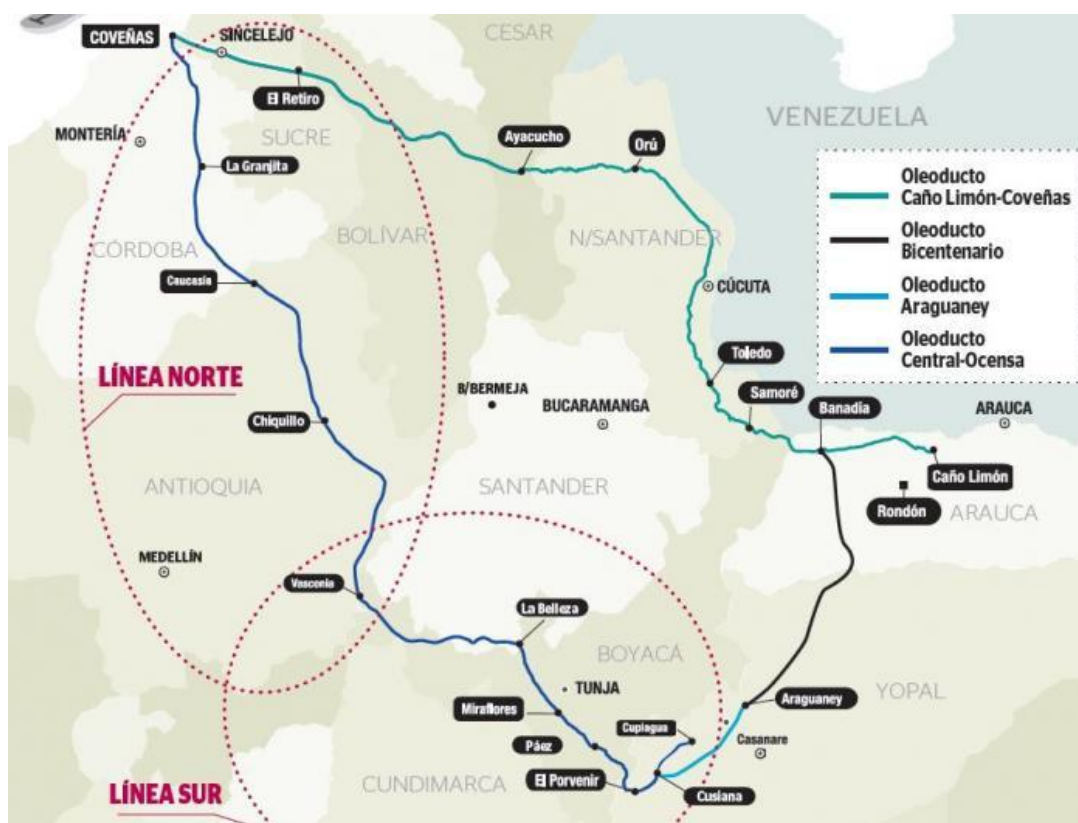 CESAR
COVEÑAS
SINCELEJO
El Retiro
MONTERÍA
SUCRE
Ayacucho
Orú
VENEZUELA
La Granjita
Oleoducto
Caño Limón-Coveñas
Oleoducto
Bicentenario
Oleoducto
Araguaney
Oleoducto
Central-Ocensa
BOLÍVAR
N/SANTANDER
CÓRDOBA
Caucasia
CÚCUTA
LÍNEA NORTE
Toledo
B/BERMEJA
BUCARAMANGA
Samoré
Banadía
ARAUCA
Chiquillo
Caño Limón
ANTIOQUIA
SANTANDER
Rondón
ARAUCA
MEDELLÍN
Vasconia
La Belleza
BOYACÁ
TUNJA
YOPAL
Araguaney
Miraflores
Cuplagua
Casanare
Páez
El Porvenir
Cusiana
CUNDIMARCA
LÍNEA SUR